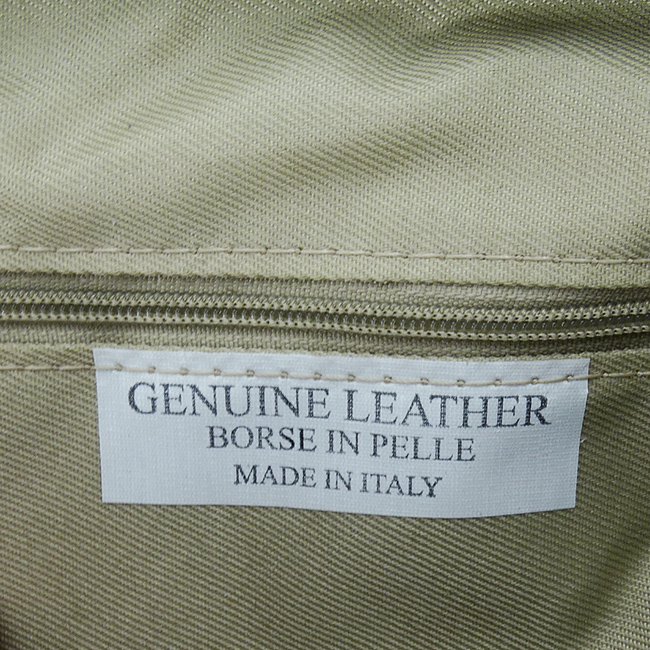 GENUINE LEATHER
BORSE IN PELLE
MADE IN ITALY